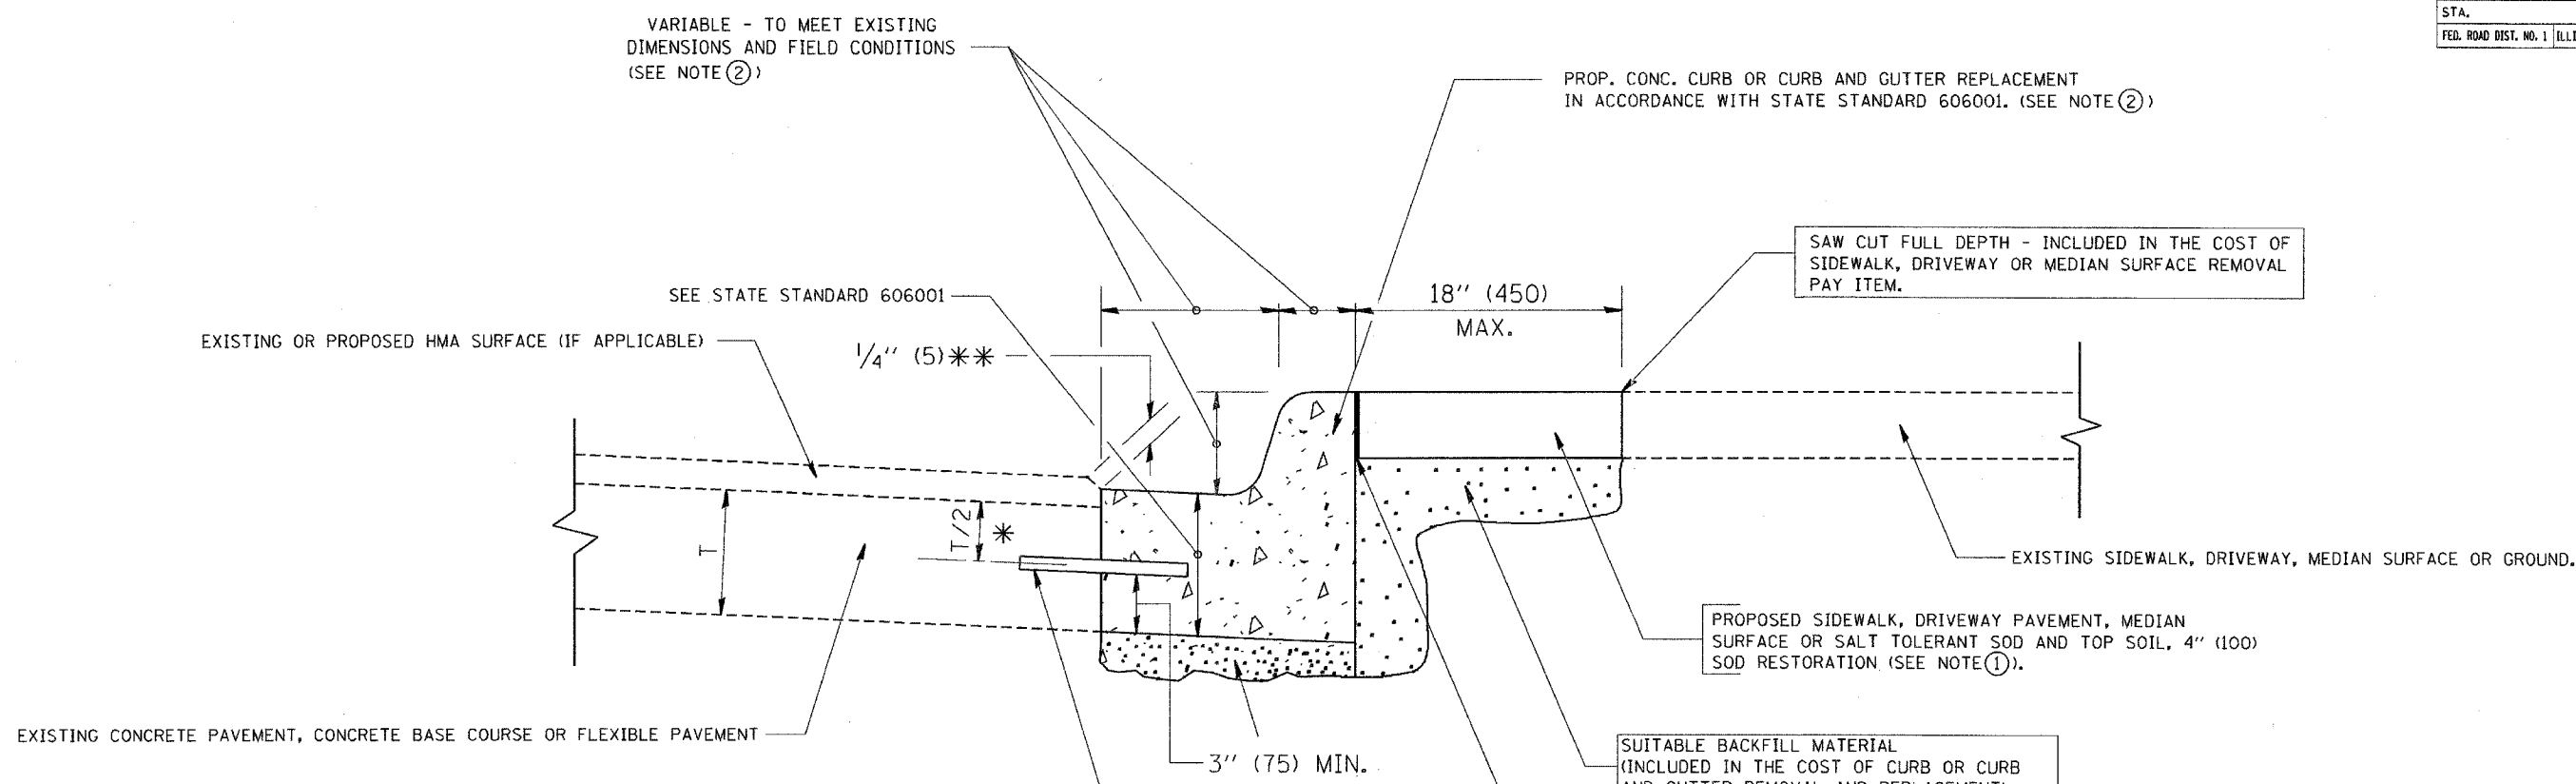 STA.
FED. ROAD DIST. NO. 1
VARIABLE - TO MEET EXISTING
DIMENSIONS AND FIELD CONDITIONS
(SEE NOTE ②)
PROP. CONC. CURB OR CURB AND GUTTER REPLACEMENT
IN ACCORDANCE WITH STATE STANDARD 606001. (SEE NOTE ②)
SAW CUT FULL DEPTH - INCLUDED IN THE COST OF
SIDEWALK, DRIVEWAY OR MEDIAN SURFACE REMOVAL
PAY ITEM.
SEE STATE STANDARD 606001
18" (450)
MAX.
EXISTING OR PROPOSED HMA SURFACE (IF APPLICABLE)
1/4" (5)**
T
T/2
*
EXISTING SIDEWALK, DRIVEWAY, MEDIAN SURFACE OR GROUND.
PROPOSED SIDEWALK, DRIVEWAY PAVEMENT, MEDIAN
SURFACE OR SALT TOLERANT SOD AND TOP SOIL, 4" (100)
SOD RESTORATION (SEE NOTE ①).
EXISTING CONCRETE PAVEMENT, CONCRETE BASE COURSE OR FLEXIBLE PAVEMENT
3" (75) MIN.
SUITABLE BACKFILL MATERIAL
(INCLUDED IN THE COST OF CURB OR CURB
AND GUTTER REMOVAL AND REPLACEMENT)